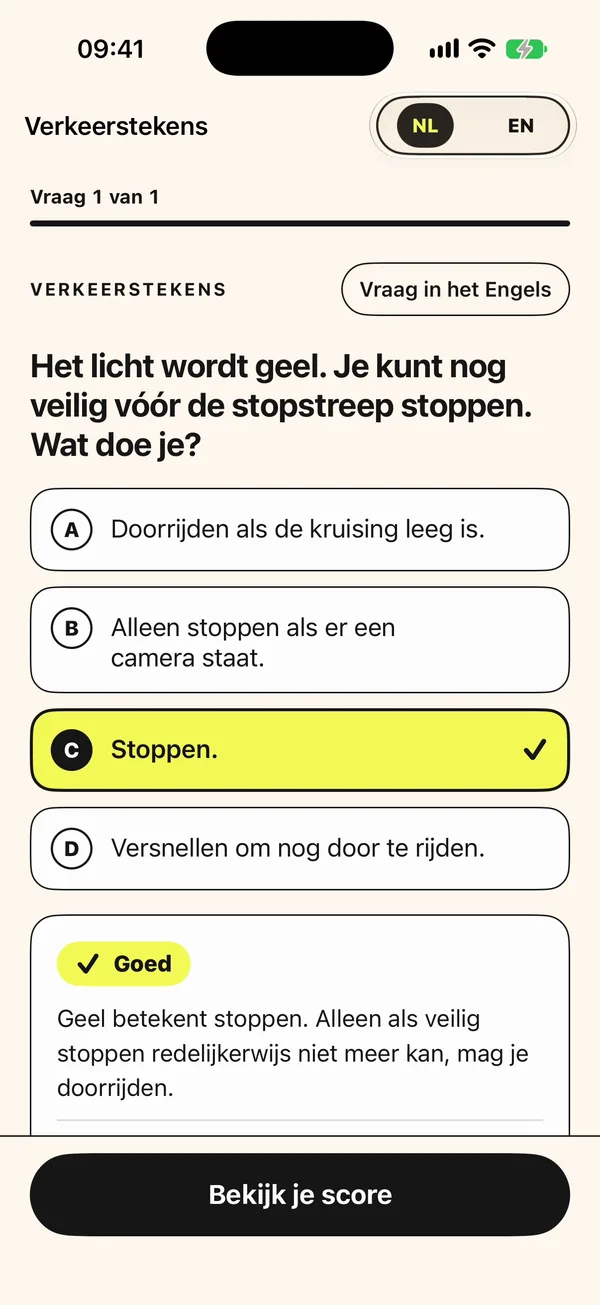 09:41
Verkeerstekens
NL
EN
Vraag 1 van 1
VERKEERSTEKENS
Vraag in het Engels
Het licht wordt geel. Je kunt nog
veilig vóór de stopstreep stoppen.
Wat doe je?
A
Doorrijden als de kruising leeg is.
B
Alleen stoppen als er een
camera staat.
C
Stoppen.
D
Versnellen om nog door te rijden.
Goed
Geel betekent stoppen. Alleen als veilig
stoppen redelijkerwijs niet meer kan, mag je
doorrijden.
Bekijk je score